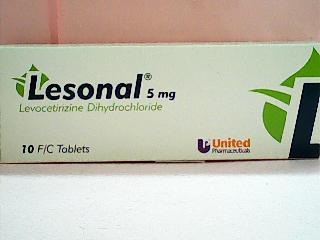 Lesonal® 5 mg
Levocetirizine Dihydrochloride
10 F/C Tablets
United
Pharmaceuticals